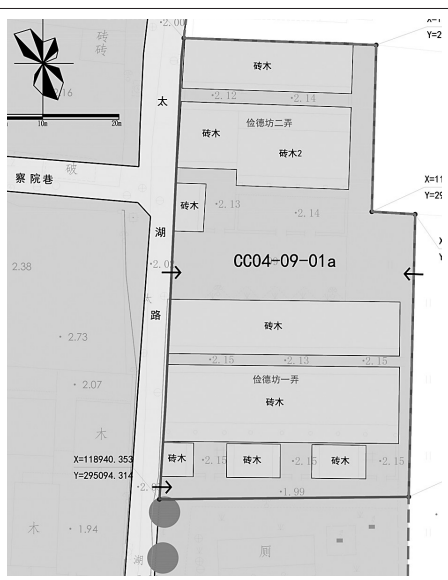 2.00
砖
砖
X=1
Y=2
砖木
2.16
10m
20m
太
2.12
2.14
俭德坊二弄
砖木
砖木2
破
察院巷
X=11
Y=29
砖木
2.13
2.14
湖
2.38
CC04-09-01a
X
Y
路
砖木
2.73
2.15
2.13
2.15
俭德坊一弄
2.07
砖木
木
X=118940.353
砖木
2.15
砖木
2.15
砖木
2.15
Y=295094.314
1.99
木
1.94
湖
厕